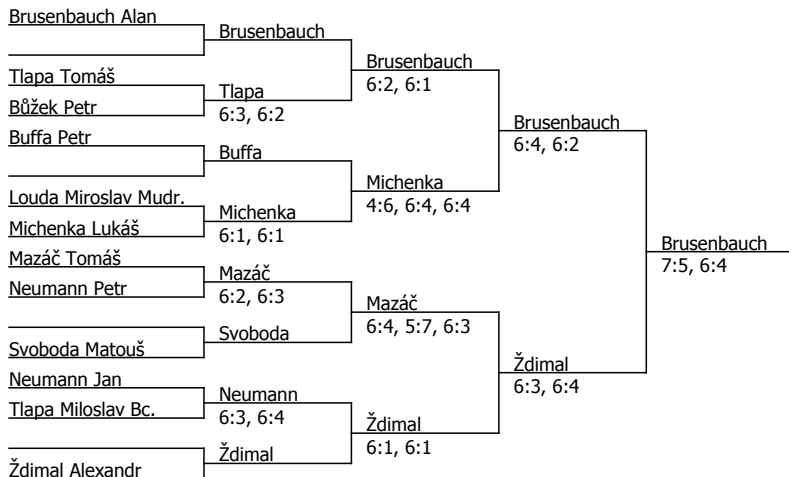 Brusenbauch Alan
Brusenbauch
Tlapa Tomáš
Bůžek Petr
Tlapa
6:3, 6:2
Brusenbauch
6:2, 6:1
Buffa Petr
Buffa
Louda Miroslav Mudr.
Michenka Lukáš
Michenka
6:1, 6:1
Michenka
4:6, 6:4, 6:4
Brusenbauch
6:4, 6:2
Mazáč Tomáš
Neumann Petr
Mazáč
6:2, 6:3
Svoboda
Svoboda Matouš
Mazáč
6:4, 5:7, 6:3
Neumann Jan
Tlapa Miloslav Bc.
Neumann
6:3, 6:4
Ždimal
Ždimal Alexandr
Ždimal
6:1, 6:1
Ždimal
6:3, 6:4
Brusenbauch
7:5, 6:4